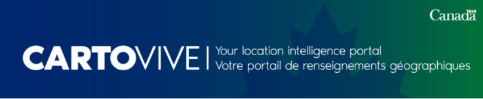 Canada
CARTOVIVE | Your location intelligence portal
Votre portail de renseignements géographiques